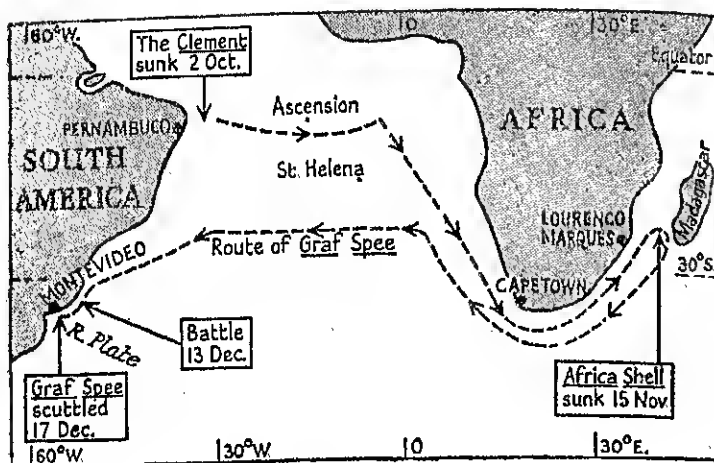 60°W.
0
30°E.
The Clement
sunk 2 Oct.
Equator
PERNAMBUCO
Ascension
AFRICA
SOUTH
AMERICA
St. Helena
Madagascar
LOURENCO
MARQUES
Route of Graf Spee
MONTEVIDEO
30°S.
CAPETOWN
R. Plate
Battle
13 Dec.
Graf Spee
scuttled
17 Dec.
Africa Shell
sunk 15 Nov.
60°W.
30°W.
0
30°E.